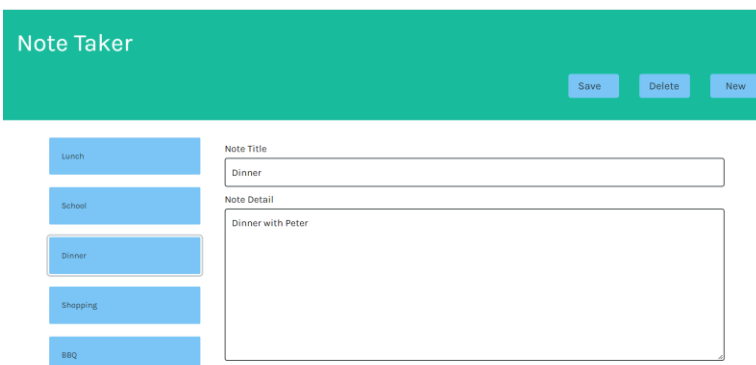 Note Taker
Save
Delete
New
Lunch
School
Dinner
Shopping
BBQ
Note Title
Dinner
Note Detail
Dinner with Peter